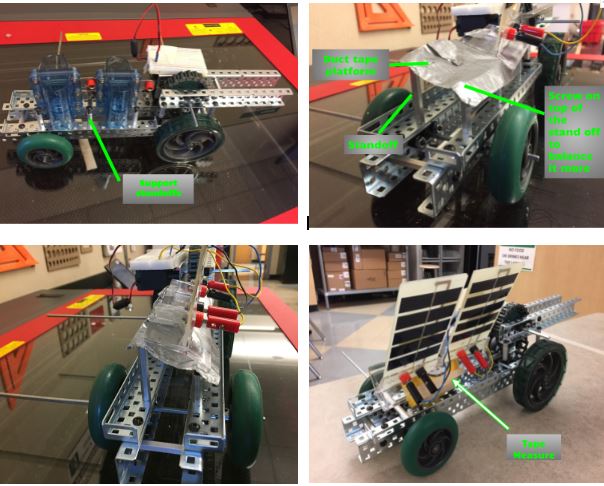 Support
standoffs
Duct tape
platform
Standoff
Screw on
top of
the
stand off
to
balance
it more
NO FOOD
OR DRINKS NEAR
Tape
Measure